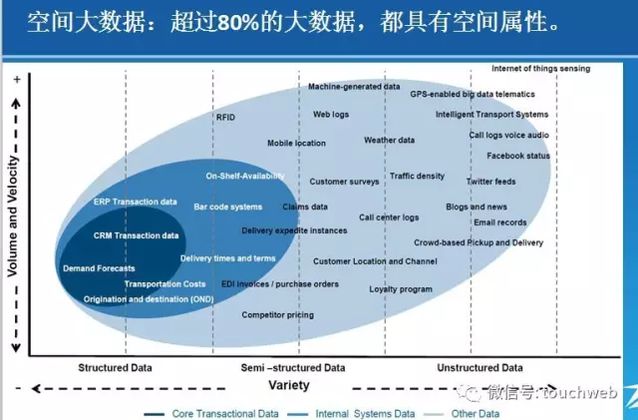 空间大数据：超过80%的大数据，都具有空间属性。
Internet of things sensing
Machine-generated data
GPS-enabled big data telematics
RFID
Web logs
Intelligent Transport Systems
Mobile location
Weather data
Call logs voice audio
Facebook status
On-Shelf-Availability
Customer surveys
Traffic density
Twitter feeds
ERP Transaction data
Bar code systems
Claims data
Call center logs
Blogs and news
Email records
CRM Transaction data
Delivery expedite instances
Crowd-based Pickup and Delivery
Demand Forecasts
Delivery times and terms
Customer Location and Channel
Transportation Costs
EDI invoices / purchase orders
Loyalty program
Origination and destination (OND)
Competitor pricing
+
Volume and Velocity
-
Structured Data
Semi –structured Data
Unstructured Data
-
Variety
+
微信号: touchweb
Core Transactional Data
Internal Systems Data
Other Data